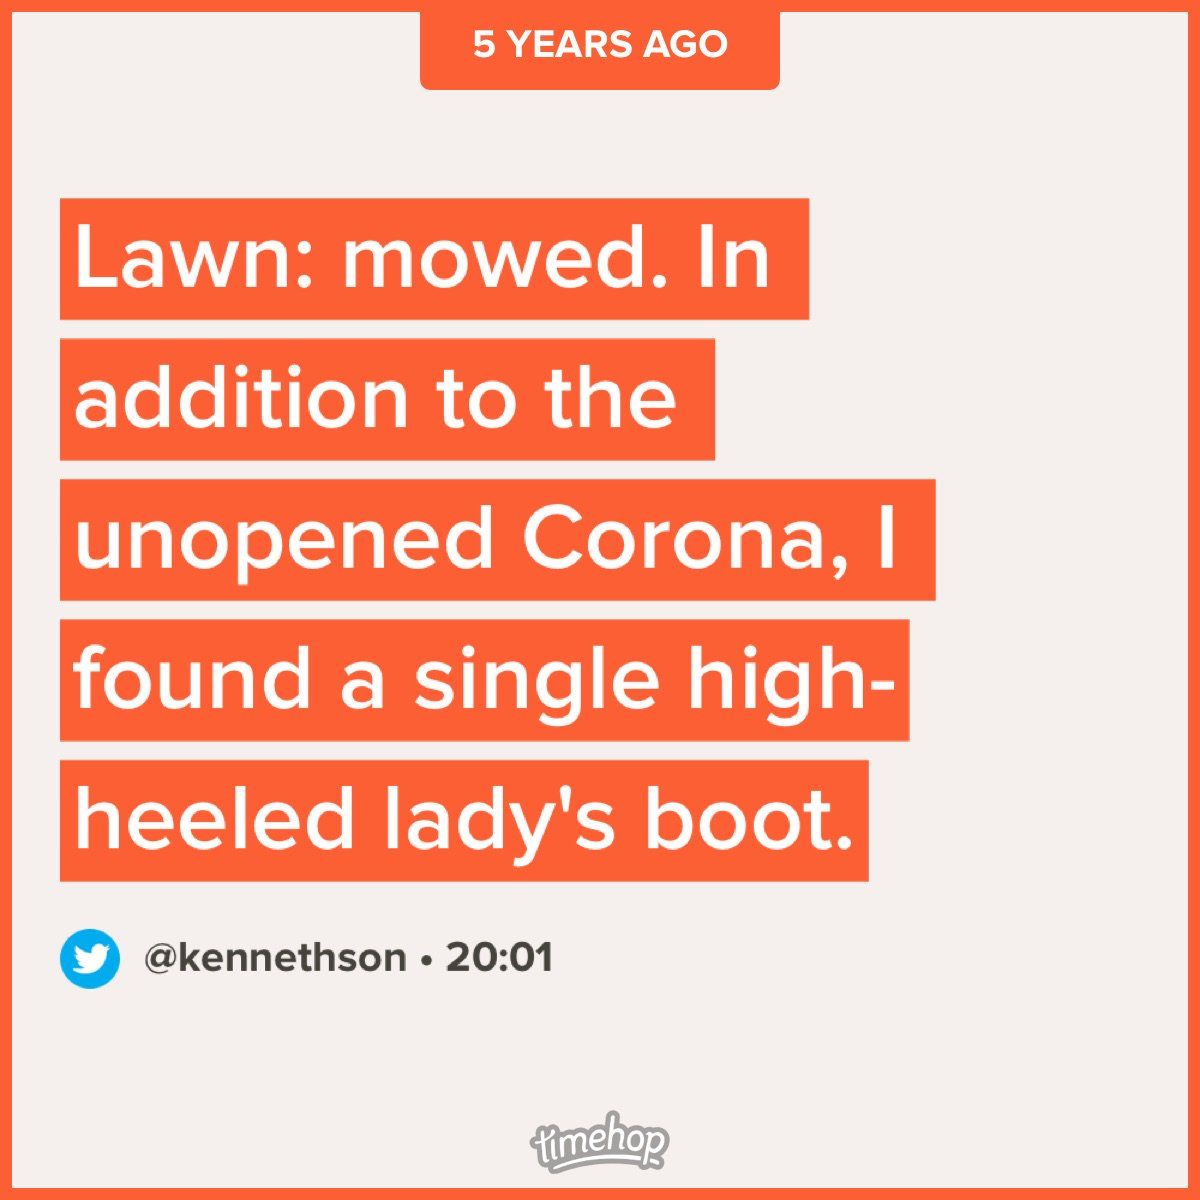 5 YEARS AGO
Lawn: mowed. In
addition to the
unopened Corona, I
found a single high-
heeled lady's boot.
@kennethson • 20:01
timehop